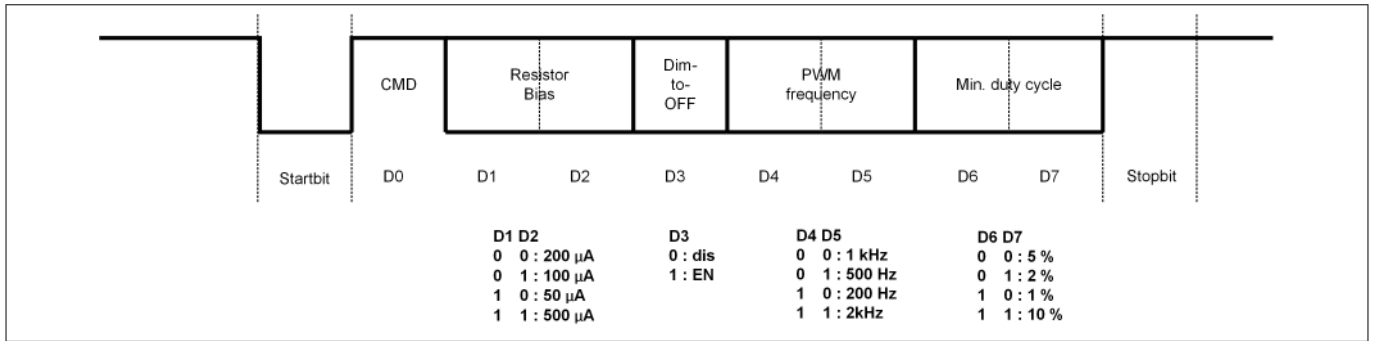 CMD
Resistor
Bias
Dim-
to-
OFF
PWM
frequency
Min. duty cycle
Startbit D0 D1 D2 D3 D4 D5 D6 D7 Stopbit
D1 D2
0 0 : 200 µA
0 1 : 100 µA
1 0 : 50 µA
1 1 : 500 µA
D3
0 : dis
1 : EN
D4 D5
0 0 : 1 kHz
0 1 : 500 Hz
1 0 : 200 Hz
1 1 : 2kHz
D6 D7
0 0 : 5 %
0 1 : 2 %
1 0 : 1 %
1 1 : 10 %